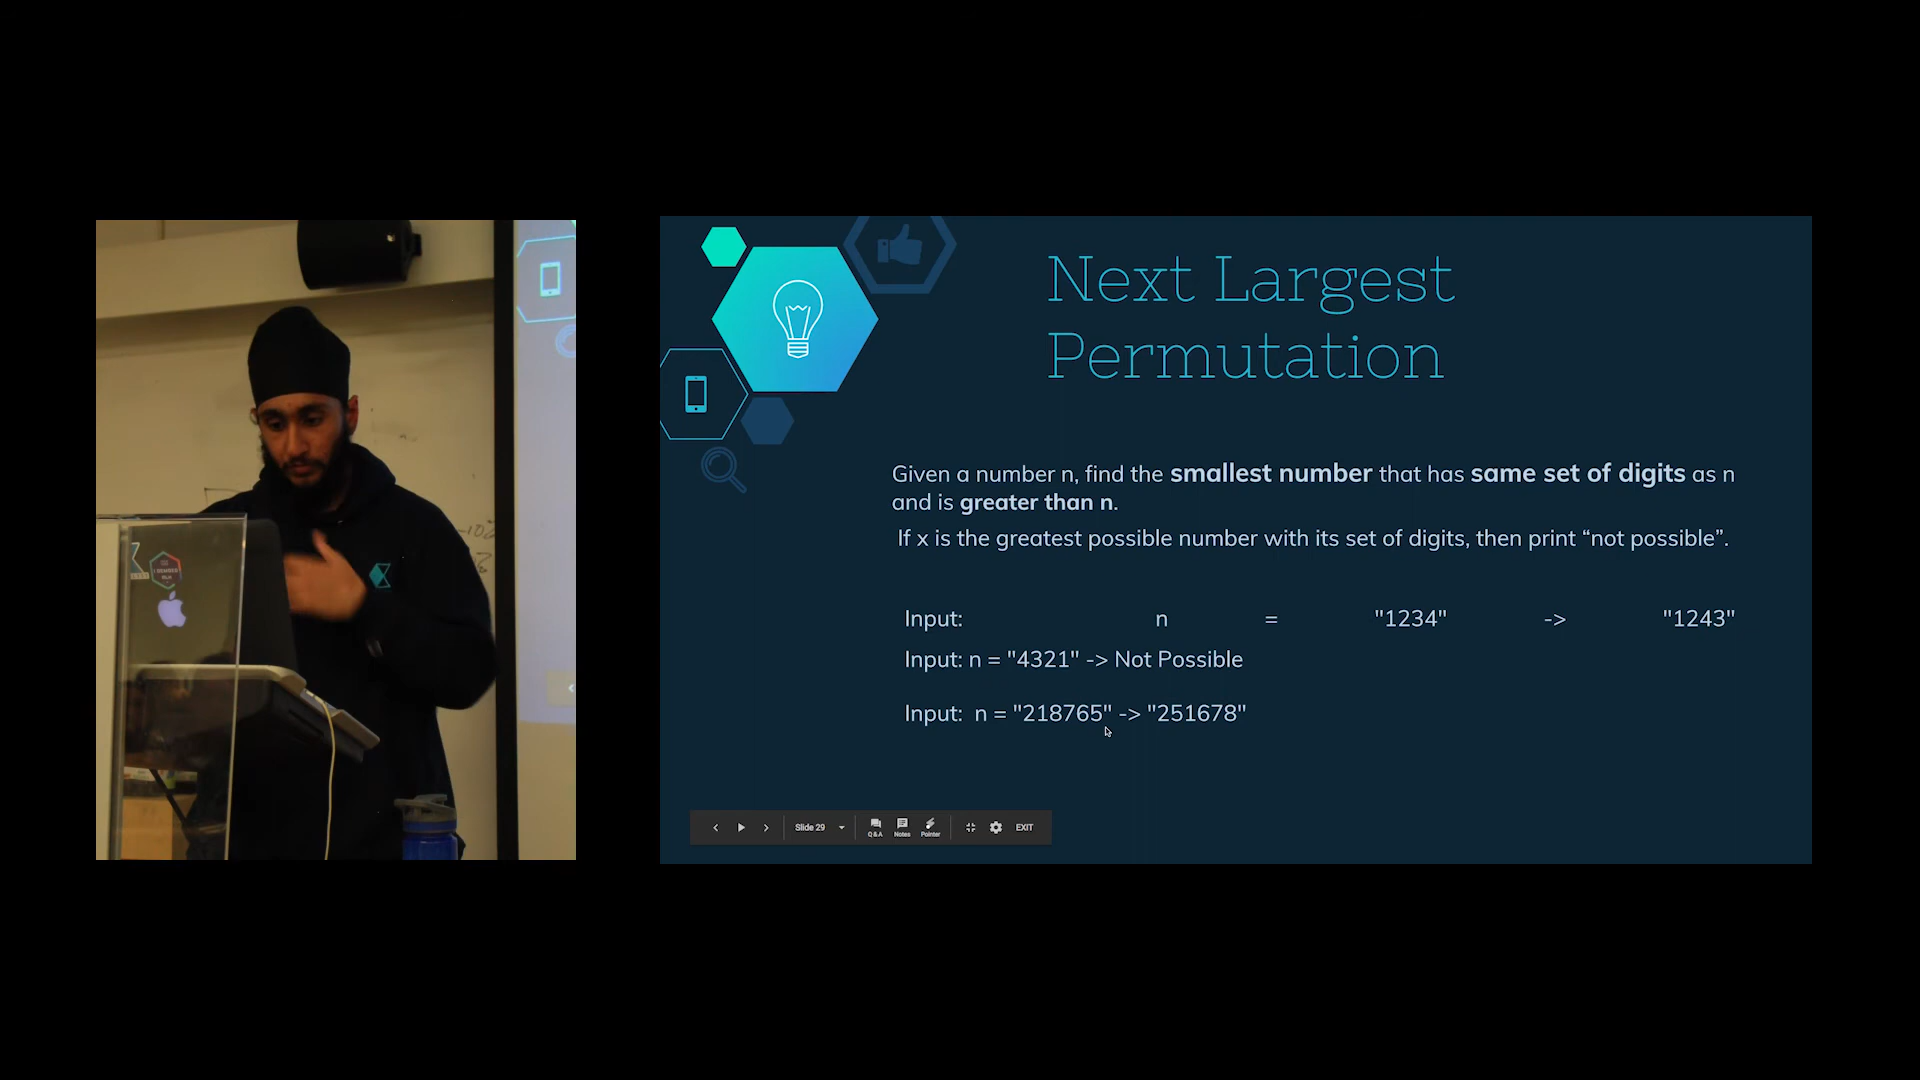 Next Largest
Permutation
Given a number n, find the smallest number that has same set of digits as n
and is greater than n.
If x is the greatest possible number with its set of digits, then print “not possible”.
Input: n = "1234" -> "1243"
Input: n = "4321" -> Not Possible
Input: n = "218765" -> "251678"
Slide 29
Q&A
Notes
Pointer
EXIT